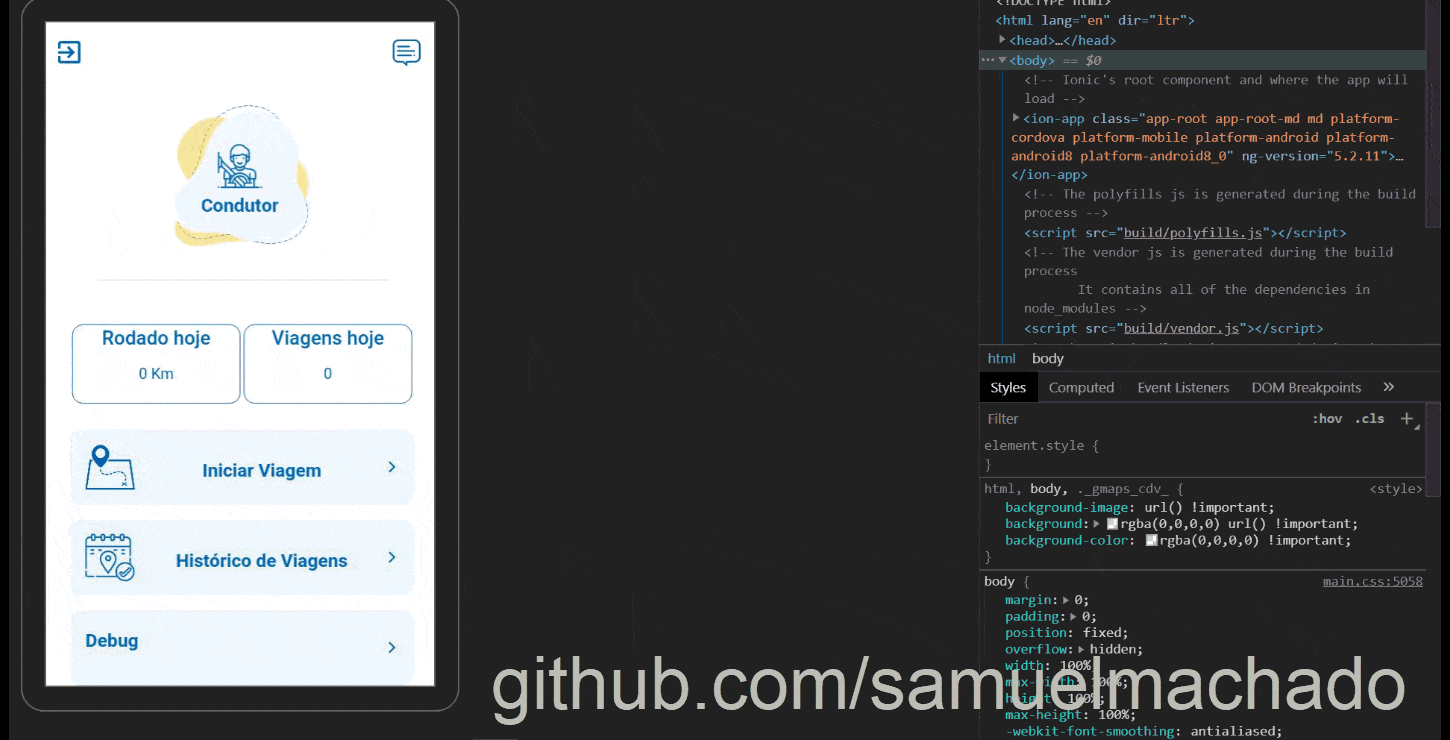 Condutor
Rodado hoje
0 Km
Viagens hoje
0
Iniciar Viagem
Histórico de Viagens
Debug
<!DOCTYPE html>
<html lang="en" dir="ltr">
<head>…</head>
<body> == $0
<!-- Ionic's root component and where the app will
load -->
<ion-app class="app-root app-root-md md platform-
cordova platform-mobile platform-android platform-
android8 platform-android8_0" ng-version="5.2.11">…
</ion-app>
<!-- The polyfills js is generated during the build
process -->
<script src="build/polyfills.js"></script>
<!-- The vendor js is generated during the build
process
It contains all of the dependencies in
node_modules -->
<script src="build/vendor.js"></script>
html body
Styles Computed Event Listeners DOM Breakpoints »
Filter :hov .cls +
element.style {
}
html, body, ._gmaps_cdv_ { <style>
background-image: url() !important;
background: rgba(0,0,0,0) url() !important;
background-color: rgba(0,0,0,0) !important;
}
body { main.css:5058
margin: 0;
padding: 0;
position: fixed;
overflow: hidden;
width: 100%
max-width: 100%;
height: 100%;
max-height: 100%;
-webkit-font-smoothing: antialiased;
github.com/samuelmachado